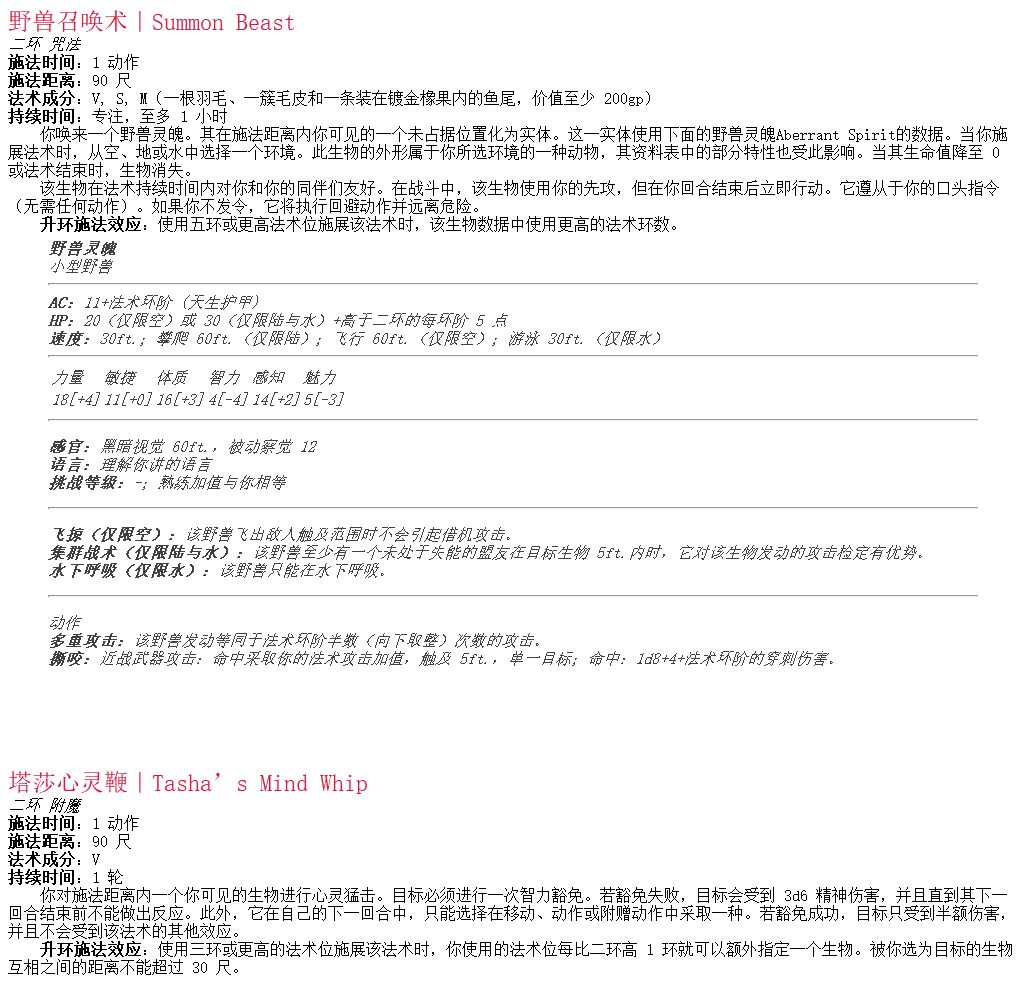 野兽召唤术｜Summon Beast
二环 咒法
施法时间：1 动作
施法距离：90 尺
法术成分：V, S, M（一根羽毛、一簇毛皮和一条装在镀金橡果内的鱼尾，价值至少 200gp）
持续时间：专注，至多 1 小时
你唤来一个野兽灵魄。其在施法距离内你可见的一个未占据位置化为实体。这一实体使用下面的野兽灵魄Aberrant Spirit的数据。当你施
展法术时，从空、地或水中选择一个环境。此生物的外形属于你所选环境的一种动物，其资料表中的部分特性也受此影响。当其生命值降至 0
或法术结束时，生物消失。
该生物在法术持续时间内对你和你的同伴们友好。在战斗中，该生物使用你的先攻，但在你回合结束后立即行动。它遵从于你的口头指令
（无需任何动作）。如果你不发令，它将执行回避动作并远离危险。
升环施法效应：使用五环或更高法术位施展该法术时，该生物数据中使用更高的法术环数。
野兽灵魄
小型野兽
AC：11+法术环阶（天生护甲）
HP：20（仅限空）或 30（仅限陆与水）+高于二环的每环阶 5 点
速度：30ft.; 攀爬 60ft.（仅限陆）; 飞行 60ft.（仅限空）; 游泳 30ft.（仅限水）
力量 敏捷 体质 智力 感知 魅力
18[+4] 11[+0] 16[+3] 4[-4] 14[+2] 5[-3]
感官：黑暗视觉 60ft.，被动察觉 12
语言：理解你讲的语言
挑战等级：-; 熟练加值与你相等
飞掠（仅限空）：该野兽飞出敌人触及范围时不会引起借机攻击。
集群战术（仅限陆与水）：该野兽至少有一个未处于失能的盟友在目标生物 5ft.内时，它对该生物发动的攻击检定有优势。
水下呼吸（仅限水）：该野兽只能在水下呼吸。
动作
多重攻击：该野兽发动等同于法术环阶半数（向下取整）次数的攻击。
撕咬：近战武器攻击：命中采取你的法术攻击加值，触及 5ft.，单一目标; 命中：1d8+4+法术环阶的穿刺伤害。
塔莎心灵鞭｜Tasha’s Mind Whip
二环 附魔
施法时间：1 动作
施法距离：90 尺
法术成分：V
持续时间：1 轮
你对施法距离内一个你可见的生物进行心灵猛击。目标必须进行一次智力豁免。若豁免失败，目标会受到 3d6 精神伤害，并且直到其下一
回合结束前不能做出反应。此外，它在自己的下一回合中，只能选择在移动、动作或附赠动作中采取一种。若豁免成功，目标只受到半额伤害，
并且不会受到该法术的其他效应。
升环施法效应：使用三环或更高的法术位施展该法术时，你使用的法术位每比二环高 1 环就可以额外指定一个生物。被你选为目标的生物
互相之间的距离不能超过 30 尺。